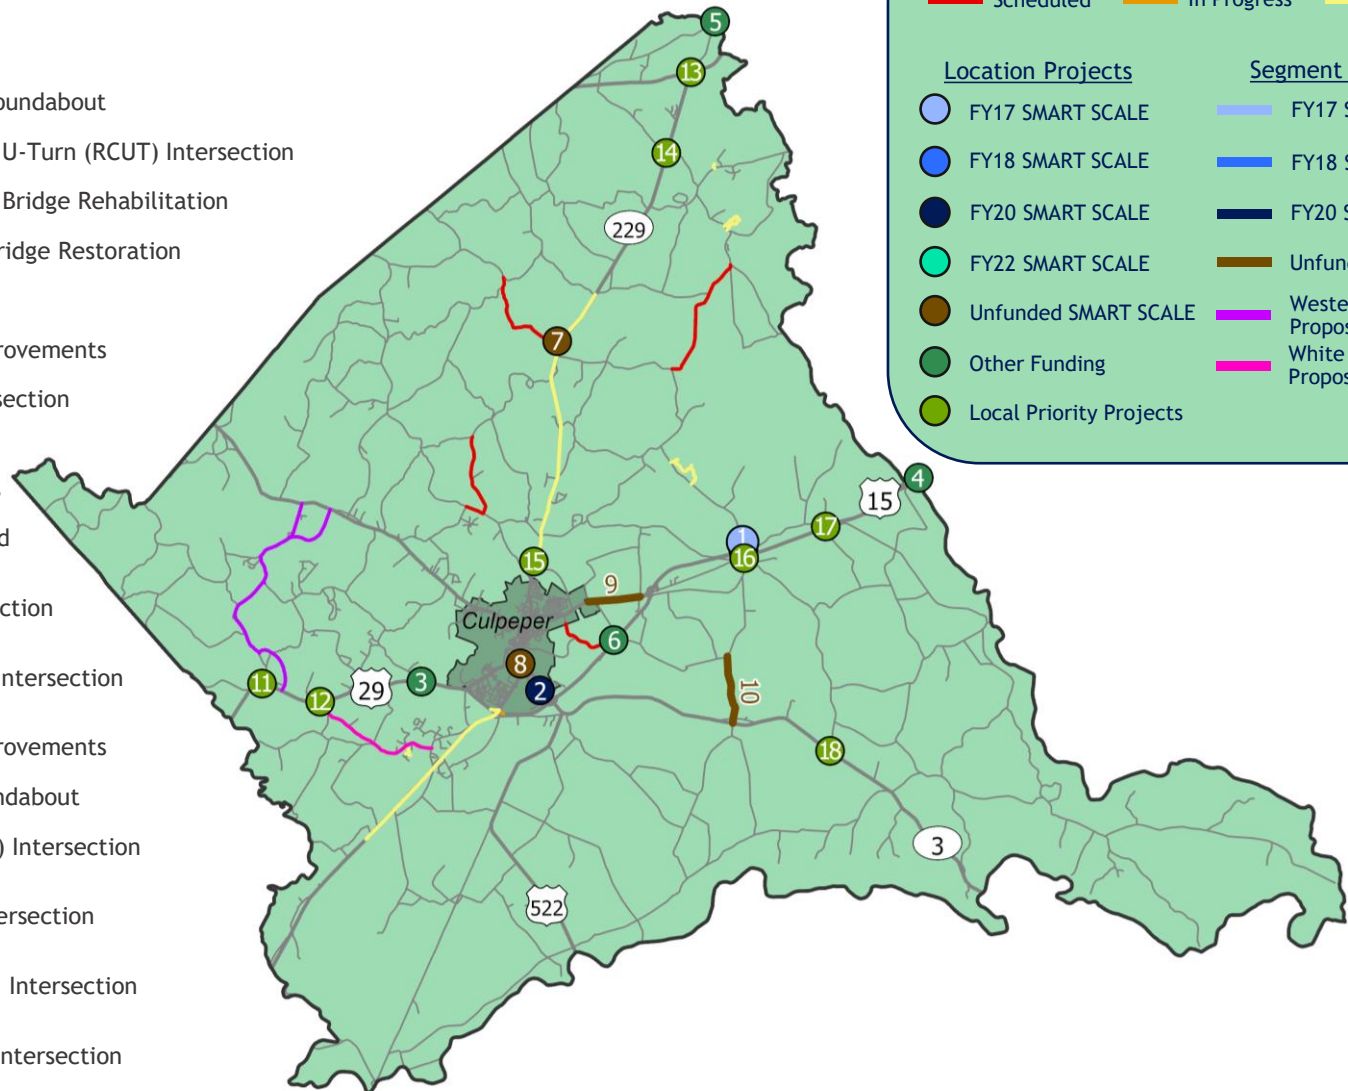 Scheduled
In Progress
Location Projects
Segment
FY17 SMART SCALE
FY17 S
FY18 SMART SCALE
FY18 S
FY20 SMART SCALE
FY20 S
FY22 SMART SCALE
Unfun
Unfunded SMART SCALE
Weste
Propos
Other Funding
White
Propos
Local Priority Projects
oundabout
U-Turn (RCUT) Intersection
Bridge Rehabilitation
ridge Restoration
rovements
section
d
ction
ntersection
rovements
ndabout
) Intersection
ersection
Intersection
ntersection
5
13
14
229
7
4
15
17
1
16
15
9
Culpeper
6
8
2
10
11
12
29
3
18
3
522